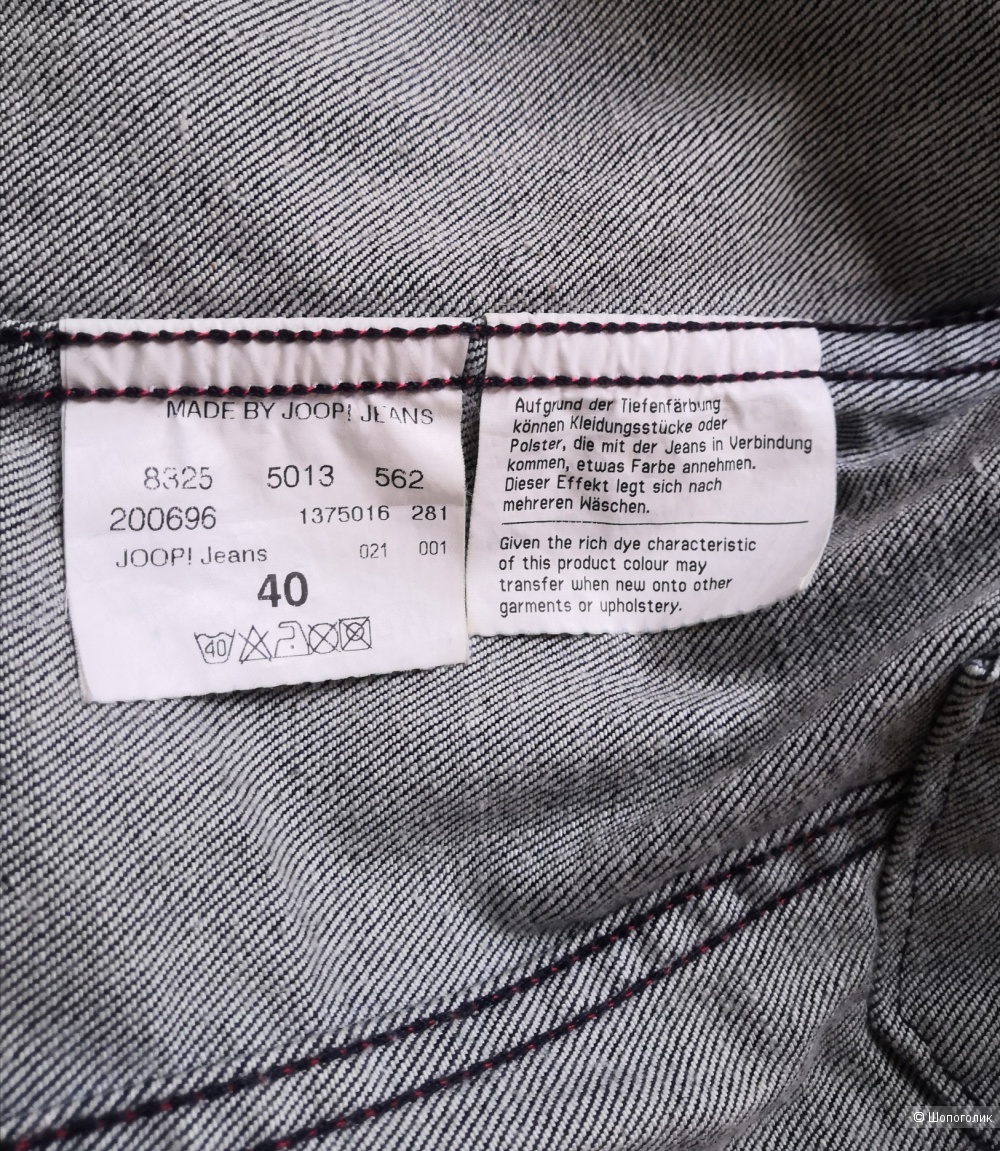 MADE BY JOOP! JEANS
8325 5013 562
200696 1375016 281
JOOP! Jeans 021 001
40
40
Aufgrund der Tiefenfärbung
können Kleidungsstücke oder
Polster, die mit der Jeans in Verbindung
kommen, etwas Farbe annehmen.
Dieser Effekt legt sich nach
mehreren Wäschen.
Given the rich dye characteristic
of this product colour may
transfer when new onto other
garments or upholstery.
© Шопоголик